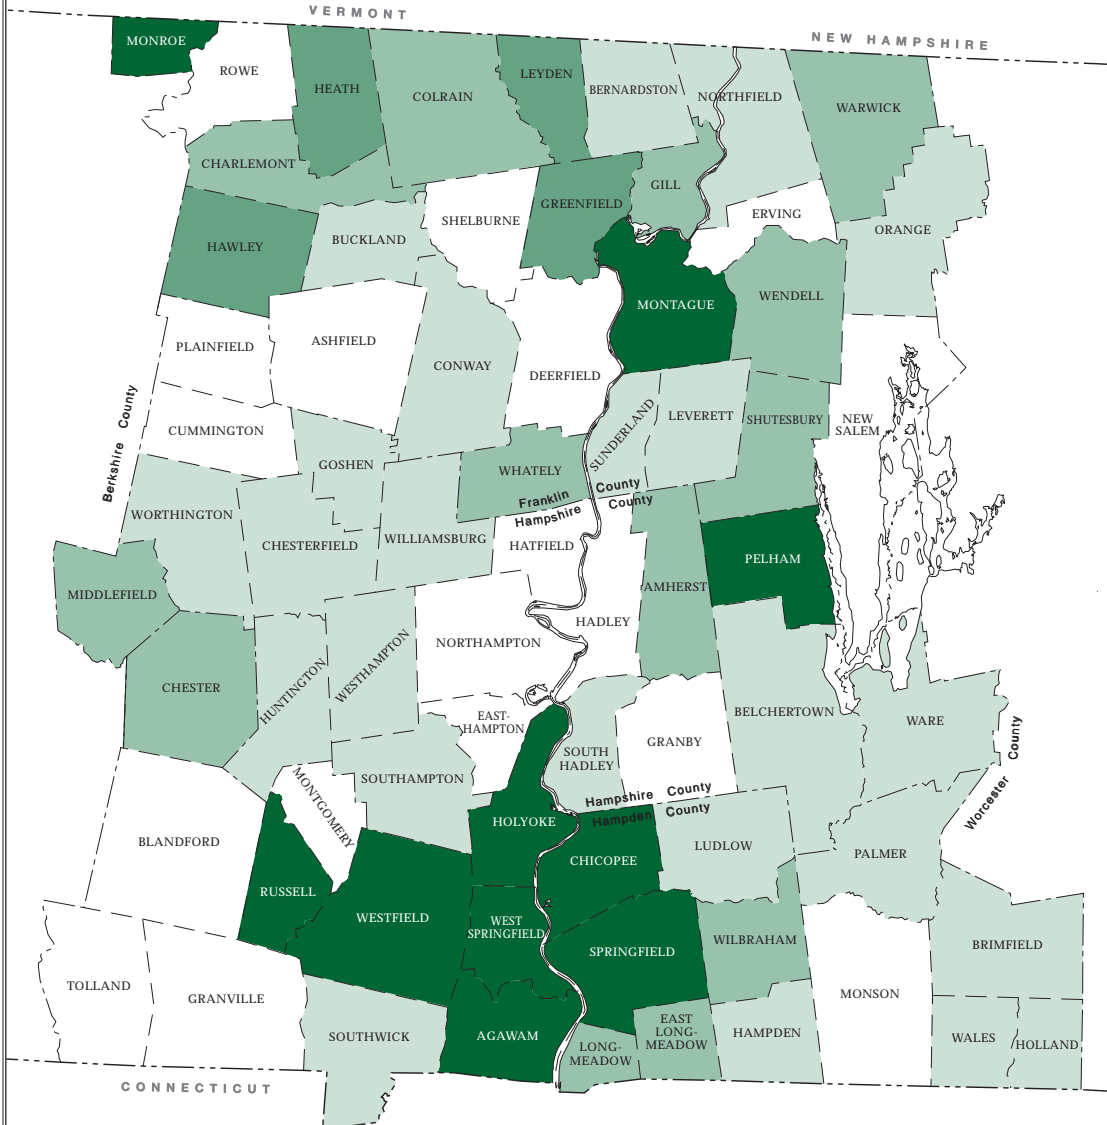 VERMONT
NEW HAMPSHIRE
MONROE
ROWE
HEATH
COLRAIN
LEYDEN
BERNARDSTON
NORTHFIELD
WARWICK
CHARLEMONT
GILL
HAWLEY
BUCKLAND
SHELBURNE
GREENFIELD
ERVING
ORANGE
PLAINFIELD
ASHFIELD
CONWAY
DEERFIELD
MONTAGUE
WENDELL
Berkshire County
CUMMINGTON
GOSHEN
WHATELY
SUNDERLAND
LEVERETT
SHUTESBURY
NEW
SALEM
Franklin County
Hampshire County
WORTHINGTON
CHESTERFIELD
WILLIAMSBURG
HATFIELD
MIDDLEFIELD
AMHERST
PELHAM
CHESTER
HUNTINGTON
WESTHAMPTON
NORTHAMPTON
HADLEY
EAST-
HAMPTON
SOUTH
HADLEY
GRANBY
BELCHERTOWN
WARE
SOUTHAMPTON
MONTGOMERY
Hampshire County
Hampden County
Worcester County
BLANDFORD
HOLYOKE
CHICOPEE
LUDLOW
PALMER
RUSSELL
WESTFIELD
WEST
SPRINGFIELD
SPRINGFIELD
WILBRAHAM
BRIMFIELD
TOLLAND
GRANVILLE
MONSON
SOUTHWICK
AGAWAM
LONG-
MEADOW
EAST
LONG-
MEADOW
HAMPDEN
WALES
HOLLAND
CONNECTICUT